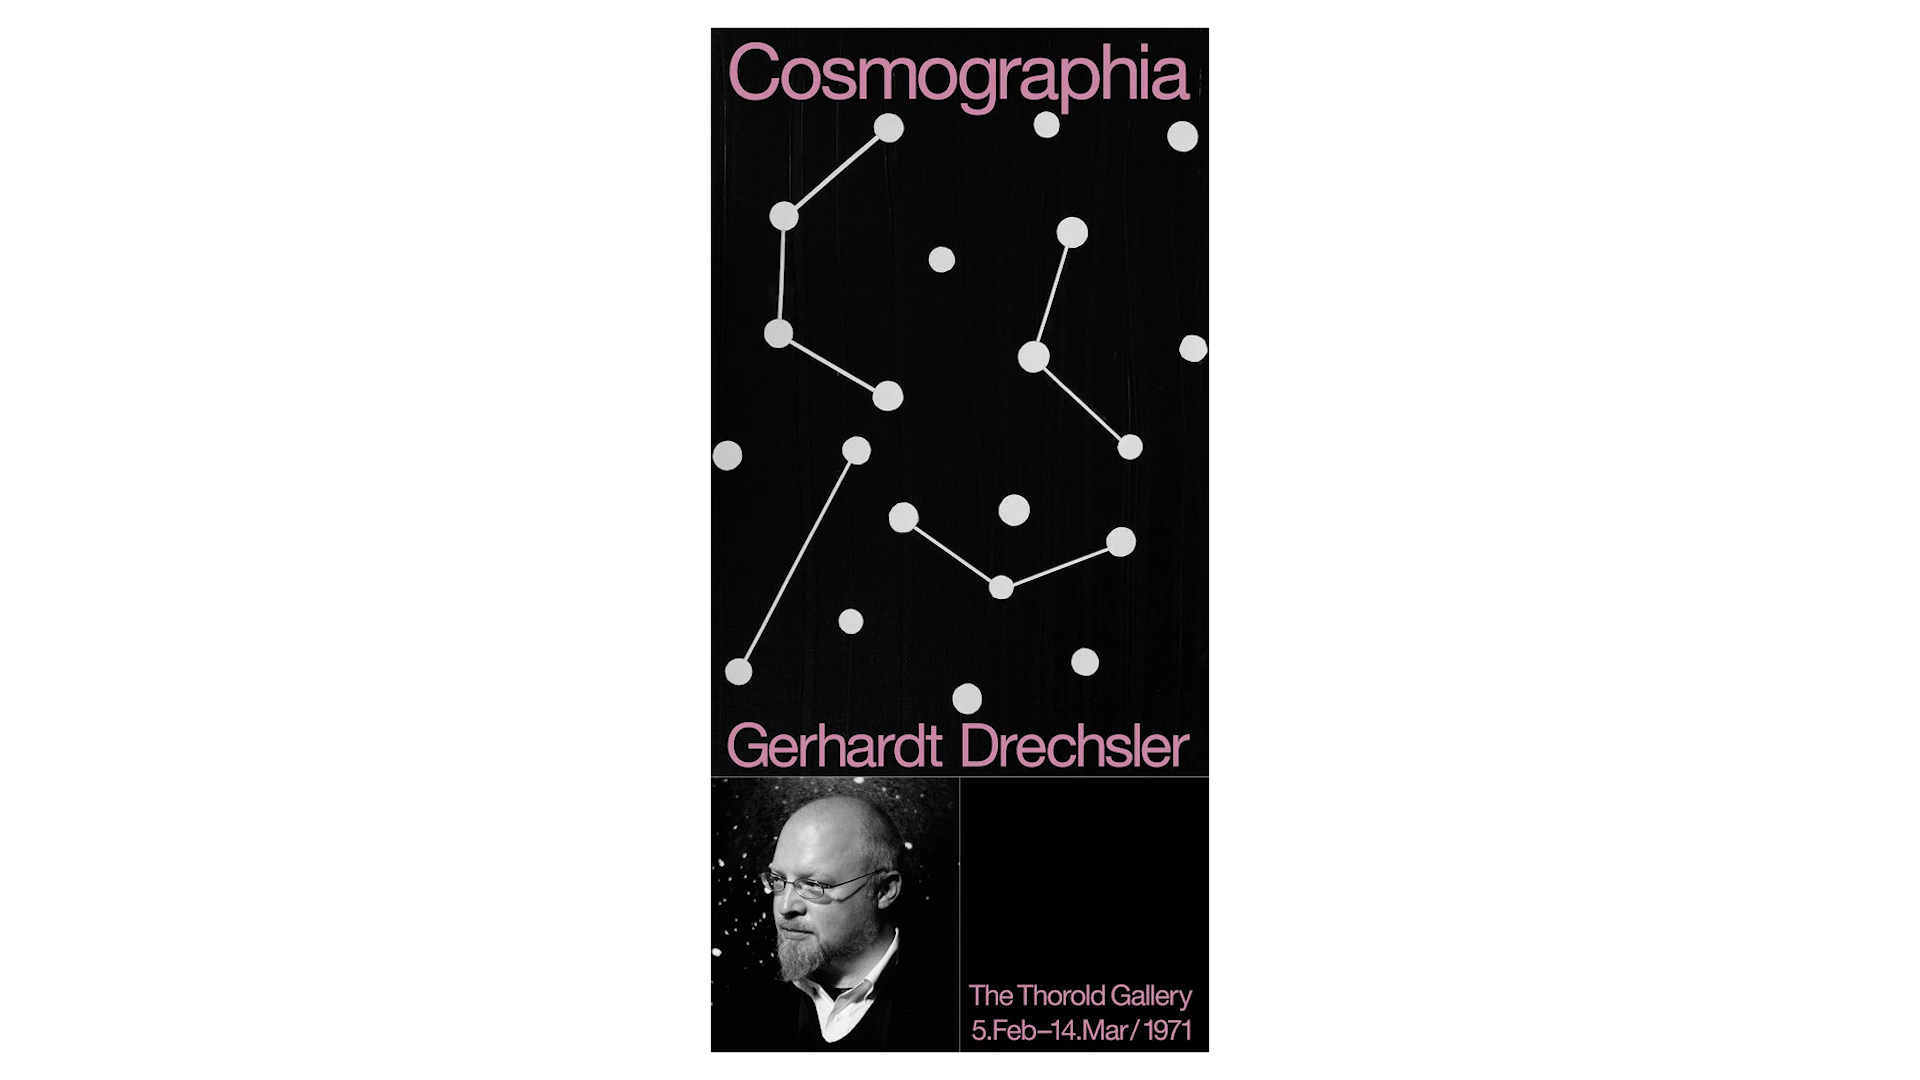 Cosmographia
Gerhardt Drechsler
The Thorold Gallery
5.Feb–14.Mar/1971